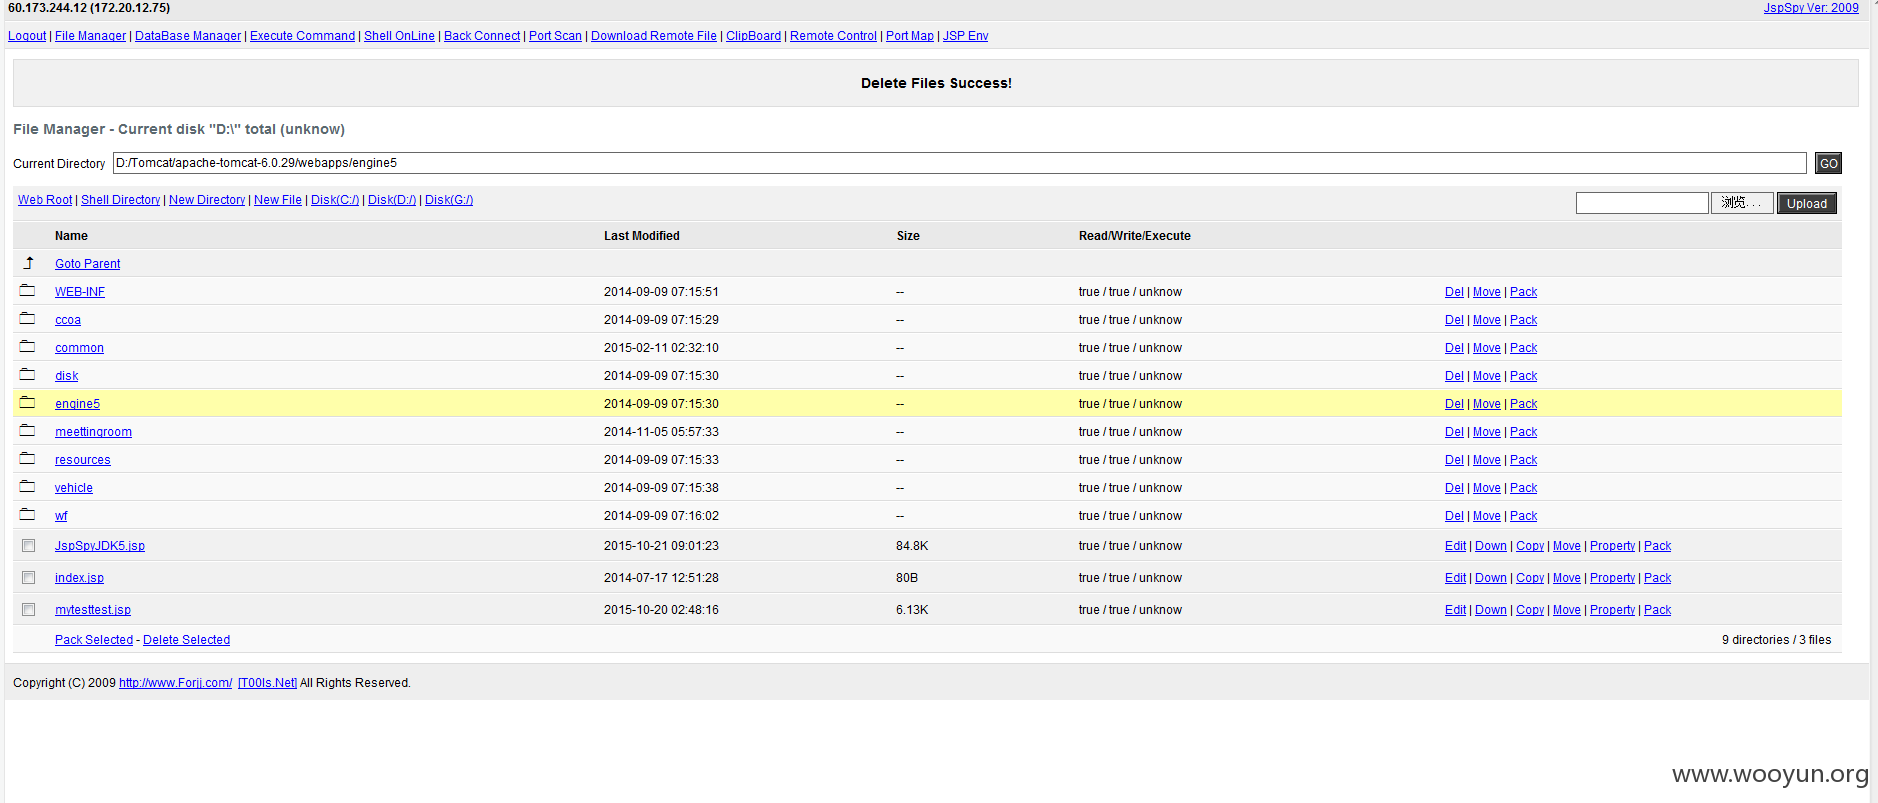 60.173.244.12 (172.20.12.75) JspSpy Ver: 2009
Logout | File Manager | DataBase Manager | Execute Command | Shell OnLine | Back Connect | Port Scan | Download Remote File | ClipBoard | Remote Control | Port Map | JSP Env
Delete Files Success!
File Manager - Current disk "D:\" total (unknow)
Current Directory D:/Tomcat/apache-tomcat-6.0.29/webapps/engine5 GO
Web Root | Shell Directory | New Directory | New File | Disk(C:/) | Disk(D:/) | Disk(G:/) 浏览... Upload
Name Last Modified Size Read/Write/Execute
Goto Parent
WEB-INF 2014-09-09 07:15:51 -- true / true / unknow Del | Move | Pack
ccoa 2014-09-09 07:15:29 -- true / true / unknow Del | Move | Pack
common 2015-02-11 02:32:10 -- true / true / unknow Del | Move | Pack
disk 2014-09-09 07:15:30 -- true / true / unknow Del | Move | Pack
engine5 2014-09-09 07:15:30 -- true / true / unknow Del | Move | Pack
meettingroom 2014-11-05 05:57:33 -- true / true / unknow Del | Move | Pack
resources 2014-09-09 07:15:33 -- true / true / unknow Del | Move | Pack
vehicle 2014-09-09 07:15:38 -- true / true / unknow Del | Move | Pack
wf 2014-09-09 07:16:02 -- true / true / unknow Del | Move | Pack
JspSpyJDK5.jsp 2015-10-21 09:01:23 84.8K true / true / unknow Edit | Down | Copy | Move | Property | Pack
index.jsp 2014-07-17 12:51:28 80B true / true / unknow Edit | Down | Copy | Move | Property | Pack
mytesttest.jsp 2015-10-20 02:48:16 6.13K true / true / unknow Edit | Down | Copy | Move | Property | Pack
Pack Selected - Delete Selected 9 directories / 3 files
Copyright (C) 2009 http://www.Forjj.com/ [T00ls.Net] All Rights Reserved.
www.wooyun.org